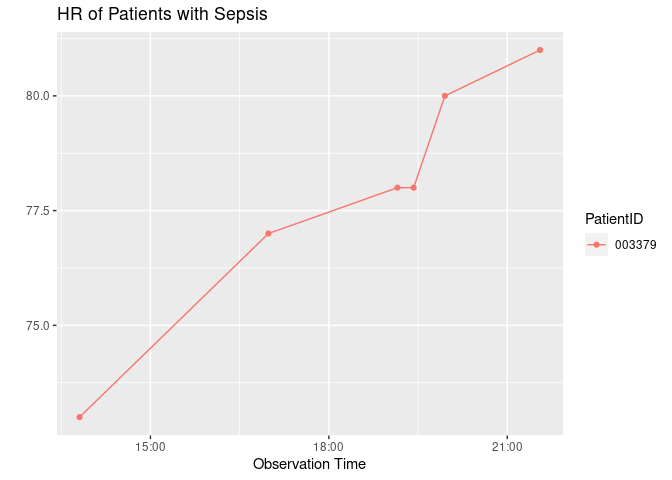 HR of Patients with Sepsis
80.0
77.5
75.0
15:00
18:00
21:00
Observation Time
PatientID
003379